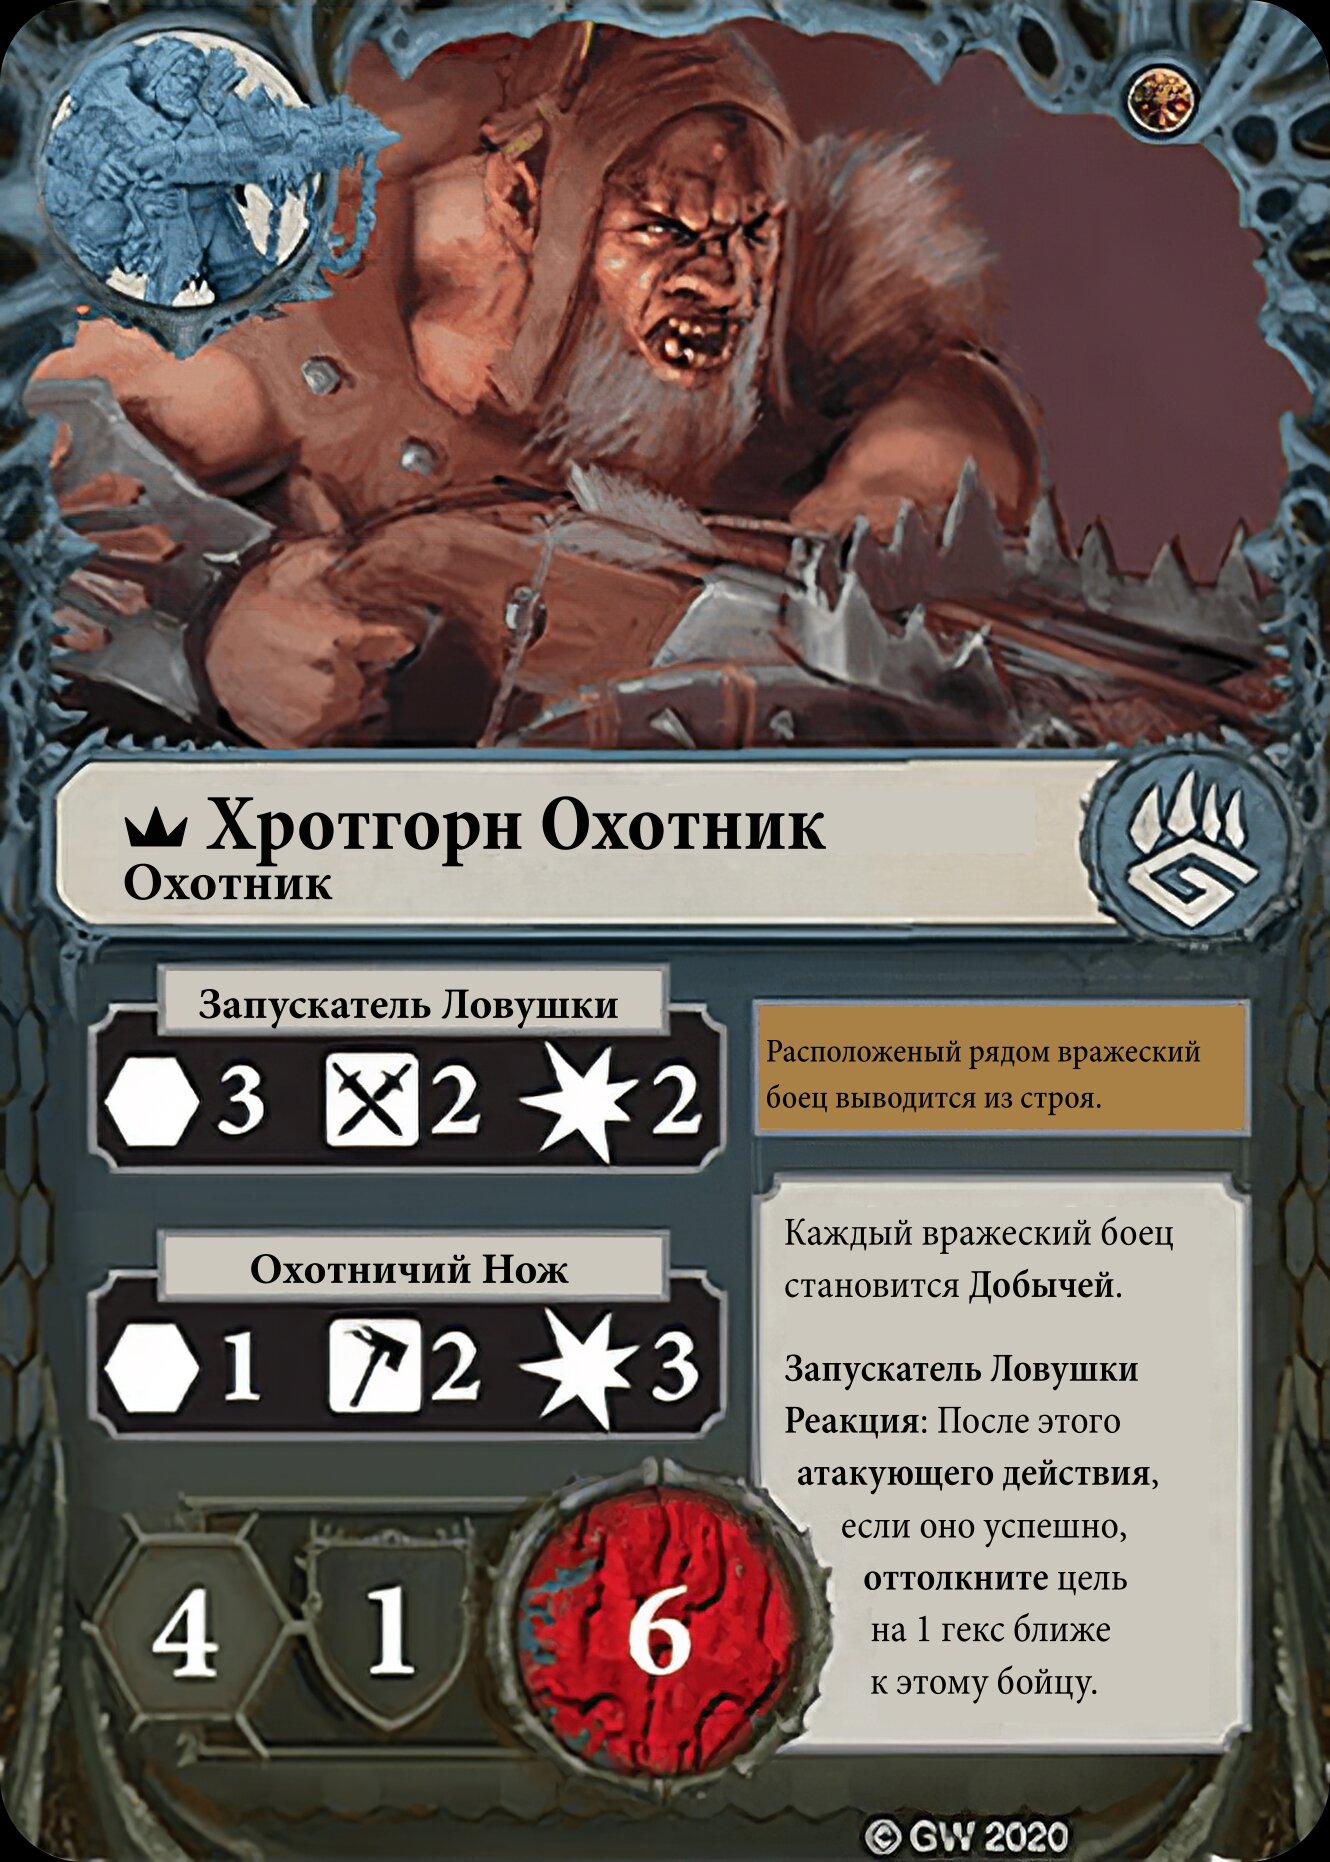 Хротгорн Охотник
Охотник
Запускатель Ловушки
3 2 2
Охотничий Нож
1 2 3
4 1 6
Расположеный рядом вражеский
боец выводится из строя.
Каждый вражеский боец
становится Добычей.
Запускатель Ловушки
Реакция: После этого
атакующего действия,
если оно успешно,
оттолкните цель
на 1 гекс ближе
к этому бойцу.
© GW 2020